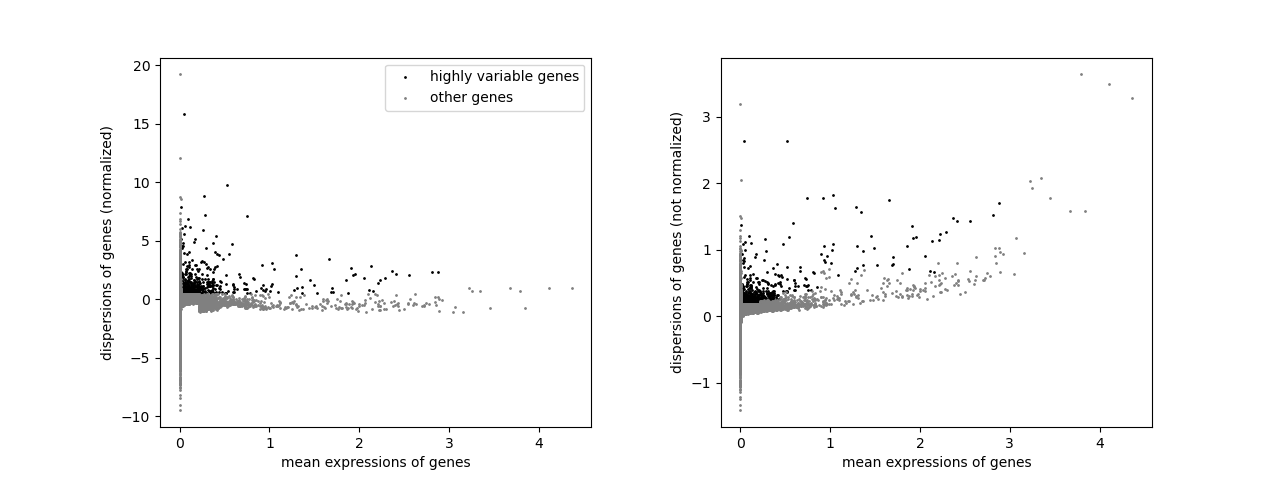 dispersions of genes (normalized)
20
15
10
5
0
−5
−10
highly variable genes
other genes
0 1 2 3 4
mean expressions of genes
dispersions of genes (not normalized)
3
2
1
0
−1
0 1 2 3 4
mean expressions of genes